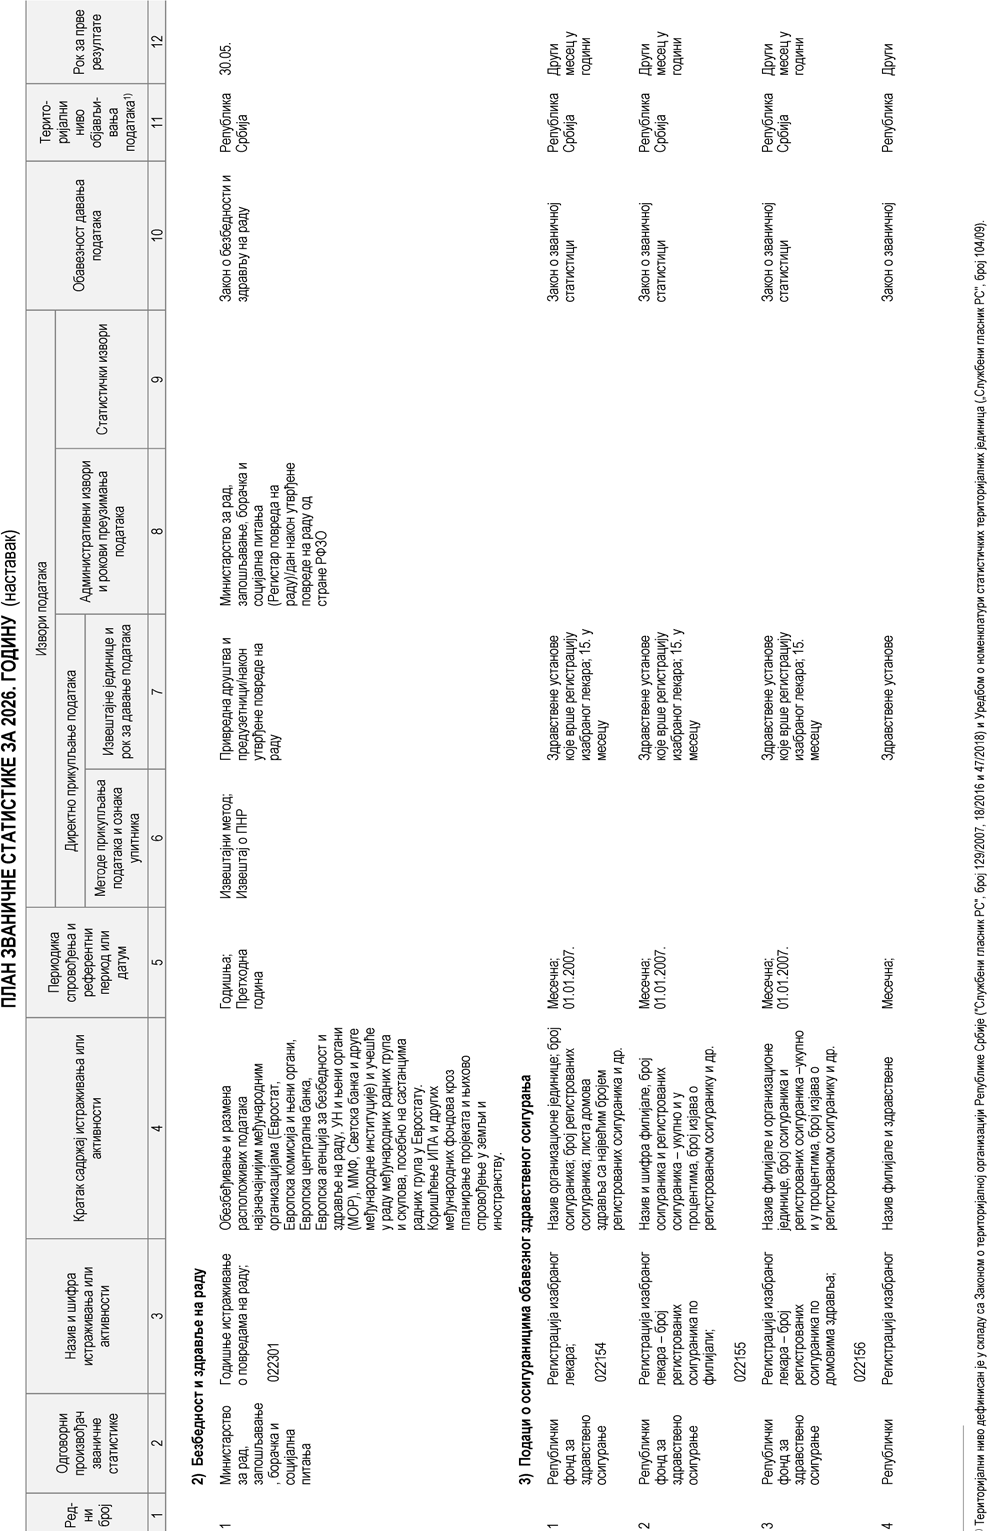 ПЛАН ЗВАНИЧНЕ СТАТИСТИКЕ ЗА 2026. ГОДИНУ (наставак)
Ред-
ни
број
Одговорни
произвођач
званичне
статистике
Назив и шифра
истраживања или
активности
Кратак садржај истраживања или
активности
Периодика
спровођења и
референтни
период или
датум
Извори података
Директно прикупљање података
Методе прикупљања
података и ознака
упитника
Извештајне јединице и
рок за давање података
Административни извори
и рокови преузимања
података
Статистички извори
Обавезност давања
података
Терито-
ријални
ниво
објављи-
вања
података1)
Рок за прве
резултате
1 2 3 4 5 6 7 8 9 10 11 12
2) Безбедност и здравље на раду
1
Министарство
за рад,
запошљавање
, борачка и
социјална
питања
Годишње истраживање
о повредама на раду;
022301
Обезбеђивање и размена
расположивих података
најзначајнијим међународним
организацијама (Евростат,
Европска комисија и њени органи,
Европска централна банка,
Европска агенција за безбедност и
здравље на раду, УН и њени органи
(МОР), ММФ, Светска банка и друге
међународне институције) и учешће
у раду међународних радних група
и скупова, посебно на састанцима
радних група у Евростату.
Коришћење ИПА и других
међународних фондова кроз
планирање пројеката и њихово
спровођење у земљи и
иностранству.
Годишња;
Претходна
година
Извештајни метод;
Извештај о ПНР
Привредна друштва и
предузетници/након
утврђене повреде на
раду
Министарство за рад,
запошљавање, борачка и
социјална питања
(Регистар повреда на
раду)/дан након утврђене
повреде на раду од
стране РФЗО
Закон о безбедности и
здрављу на раду
Република
Србија
30.05.
3) Подаци о осигураницима обавезног здравственог осигурања
1
Републички
фонд за
здравствено
осигурање
Регистрација изабраног
лекара;
022154
Назив организационе јединице; број
осигураника; број регистрованих
осигураника; листа домова
здравља са највећим бројем
регистрованих осигураника и др.
Месечна;
01.01.2007.
Здравствене установе
које врше регистрацију
изабраног лекара; 15. у
месецу
Закон о званичној
статистици
Република
Србија
Други
месец у
години
2
Републички
фонд за
здравствено
осигурање
Регистрација изабраног
лекара – број
регистрованих
осигураника по
филијали;
022155
Назив и шифра филијале, број
осигураника и регистрованих
осигураника – укупно и у
процентима, број изјава о
регистрованом осигуранику и др.
Месечна;
01.01.2007.
Здравствене установе
које врше регистрацију
изабраног лекара; 15. у
месецу
Закон о званичној
статистици
Република
Србија
Други
месец у
години
3
Републички
фонд за
здравствено
осигурање
Регистрација изабраног
лекара – број
регистрованих
осигураника по
домовима здравља;
022156
Назив филијале и организационе
јединице, број осигураника и
регистрованих осигураника –укупно
и у процентима, број изјава о
регистрованом осигуранику и др.
Месечна;
01.01.2007.
Здравствене установе
које врше регистрацију
изабраног лекара; 15.
месецу
Закон о званичној
статистици
Република
Србија
Други
месец у
години
4
Републички
Регистрација изабраног
Назив филијале и здравствене
Месечна;
Здравствене установе
Закон о званичној
Република
Други
) Територијални ниво дефинисан је у складу са Законом о територијалној организацији Републике Србије ("Службени гласник РС", број 129/2007, 18/2016 и 47/2018) и Уредбом о номенклатури статистичких територијалних јединица („Службени гласник РС", број 104/09).